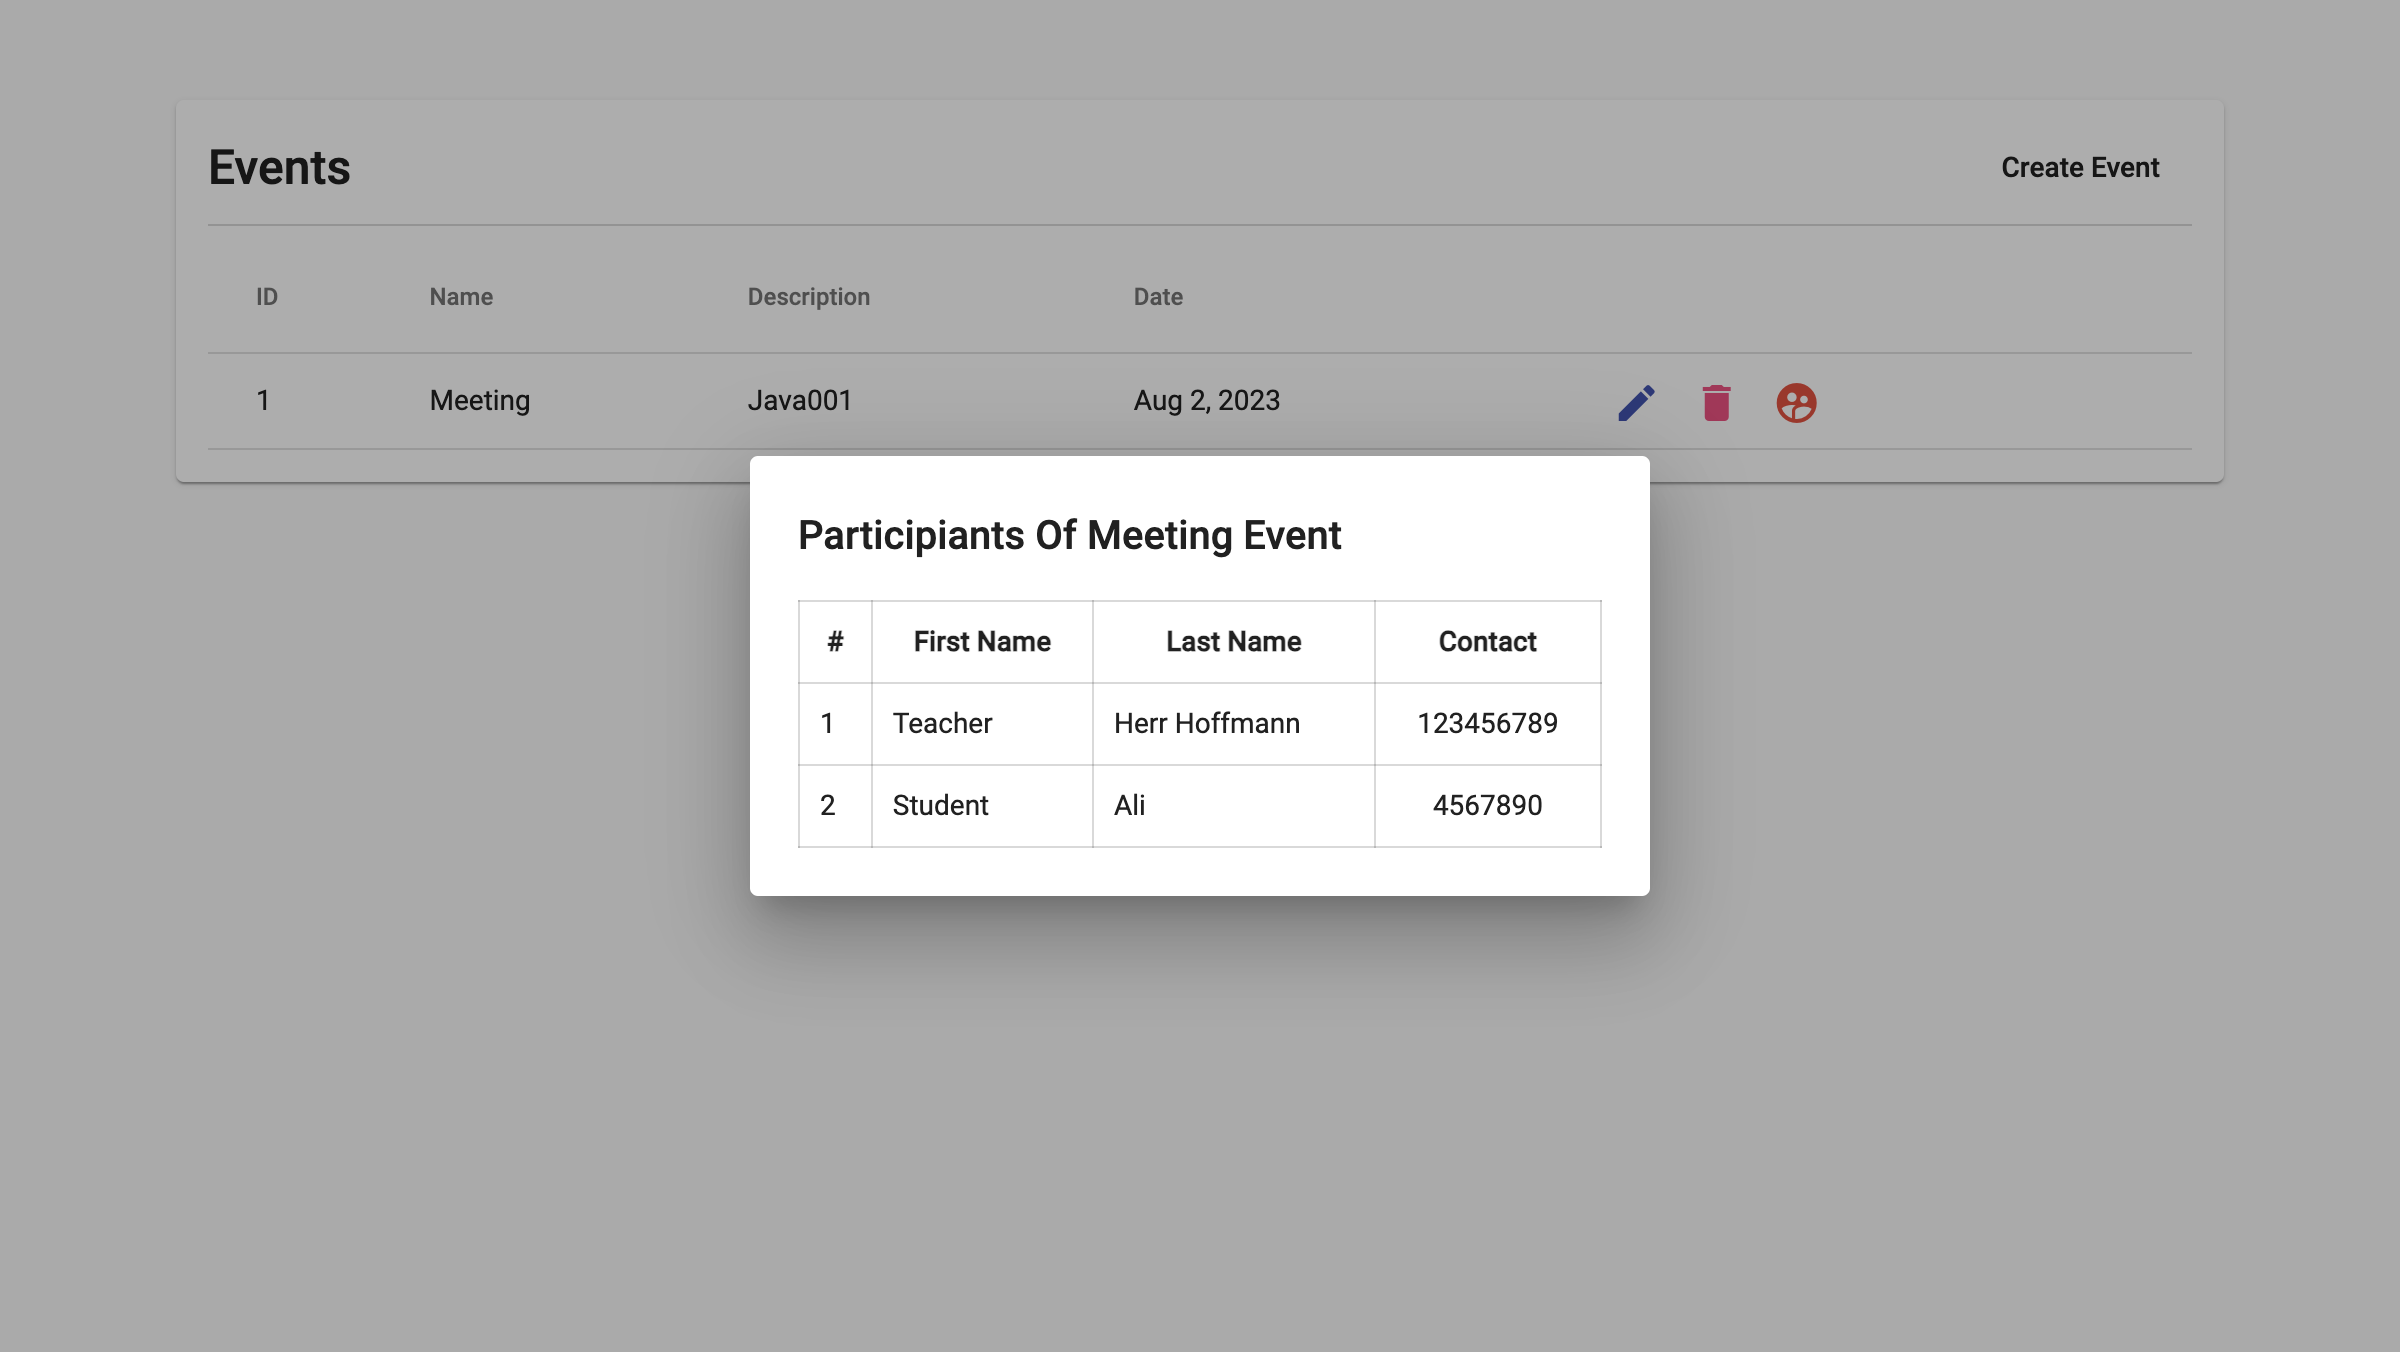 Events
Create Event
ID Name Description Date
1 Meeting Java001 Aug 2, 2023
Participiants Of Meeting Event
# First Name Last Name Contact
1 Teacher Herr Hoffmann 123456789
2 Student Ali 4567890